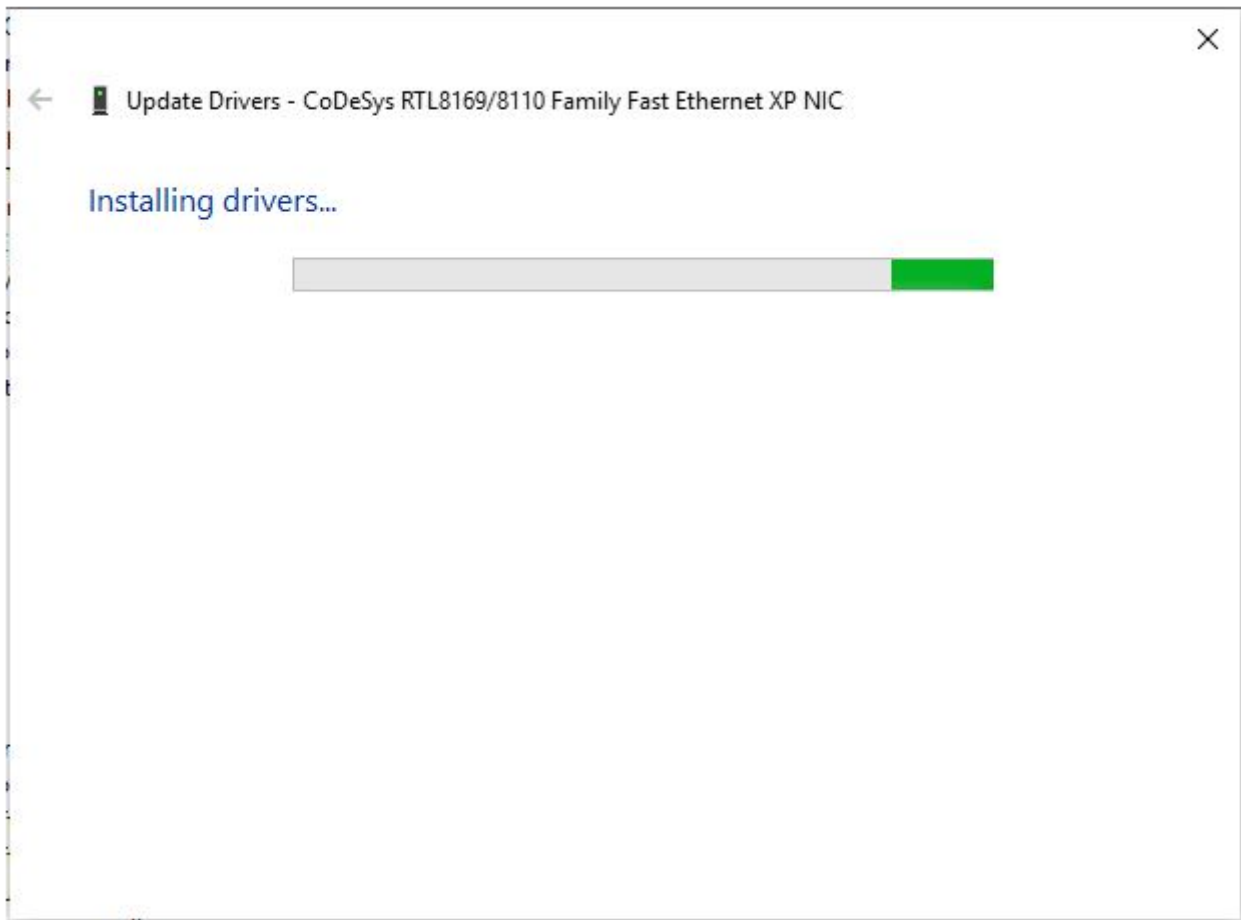 Update Drivers - CoDeSys RTL8169/8110 Family Fast Ethernet XP NIC
Installing drivers...